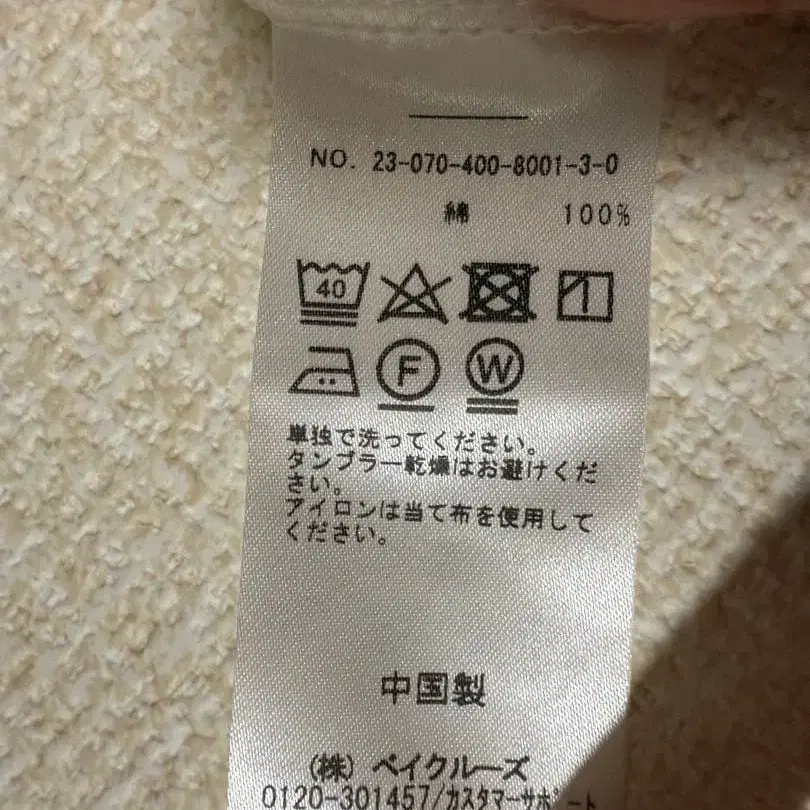 NO. 23-070-400-8001-3-0
綿 100%
40
F W
単独で洗ってください。
タンブラー乾燥はお避けくだ
さい。
アイロンは当て布を使用して
ください。
中国製
(株) ベイクルーズ
0120-301457/カスタマーサポート